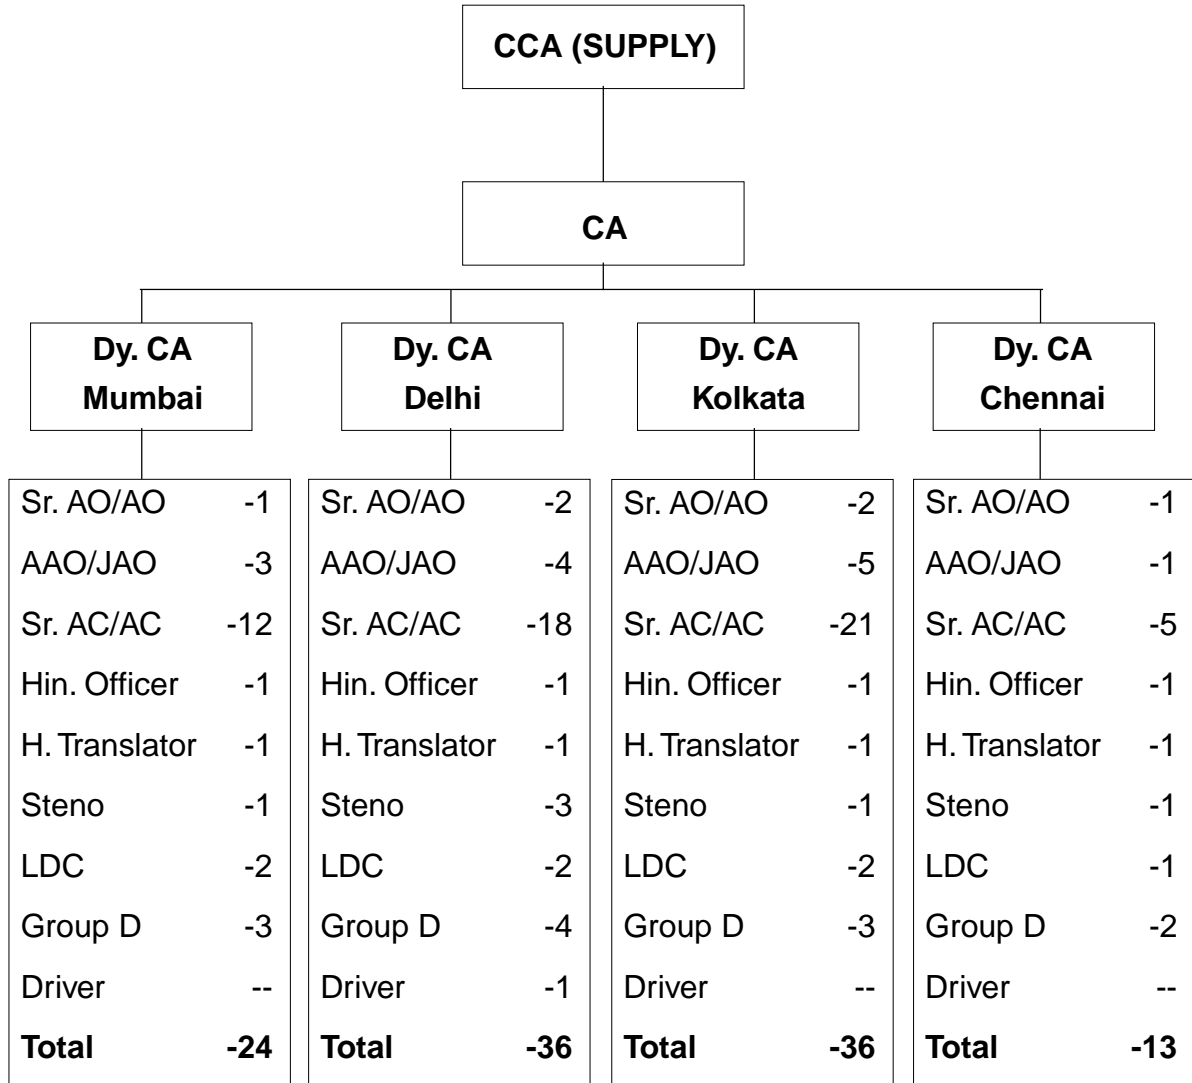 CCA (SUPPLY)
CA
Dy. CA
Mumbai
Dy. CA
Delhi
Dy. CA
Kolkata
Dy. CA
Chennai
Sr. AO/AO -1
AAO/JAO -3
Sr. AC/AC -12
Hin. Officer -1
H. Translator -1
Steno -1
LDC -2
Group D -3
Driver --
Total -24
Sr. AO/AO -2
AAO/JAO -4
Sr. AC/AC -18
Hin. Officer -1
H. Translator -1
Steno -3
LDC -2
Group D -4
Driver -1
Total -36
Sr. AO/AO -2
AAO/JAO -5
Sr. AC/AC -21
Hin. Officer -1
H. Translator -1
Steno -1
LDC -2
Group D -3
Driver --
Total -36
Sr. AO/AO -1
AAO/JAO -1
Sr. AC/AC -5
Hin. Officer -1
H. Translator -1
Steno -1
LDC -1
Group D -2
Driver --
Total -13